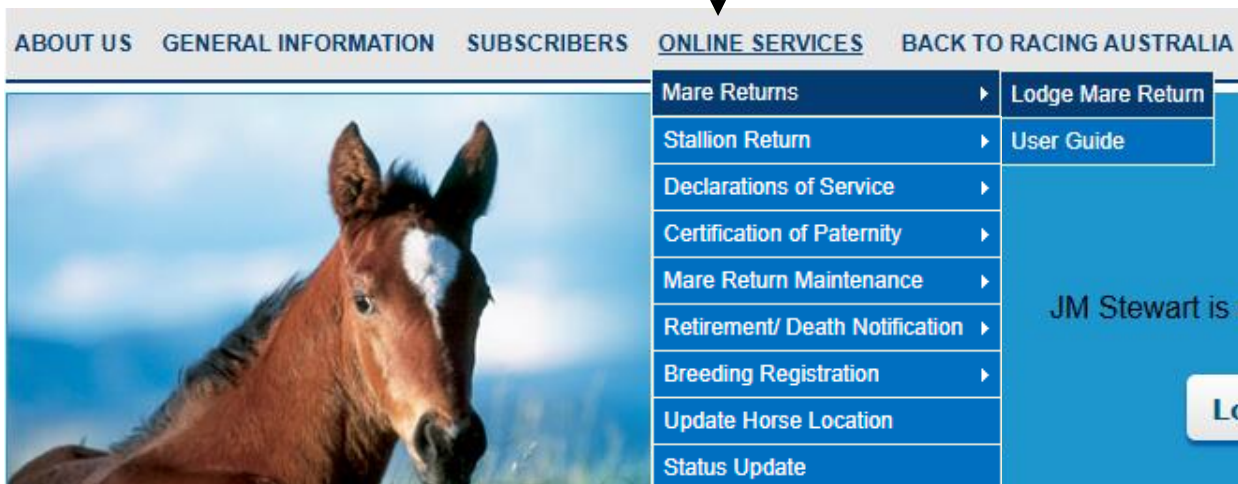 ABOUT US GENERAL INFORMATION SUBSCRIBERS ONLINE SERVICES BACK TO RACING AUSTRALIA
Mare Returns Lodge Mare Return
Stallion Return User Guide
Declarations of Service
Certification of Paternity
Mare Return Maintenance
JM Stewart is
Retirement/ Death Notification
Breeding Registration
Update Horse Location
Status Update